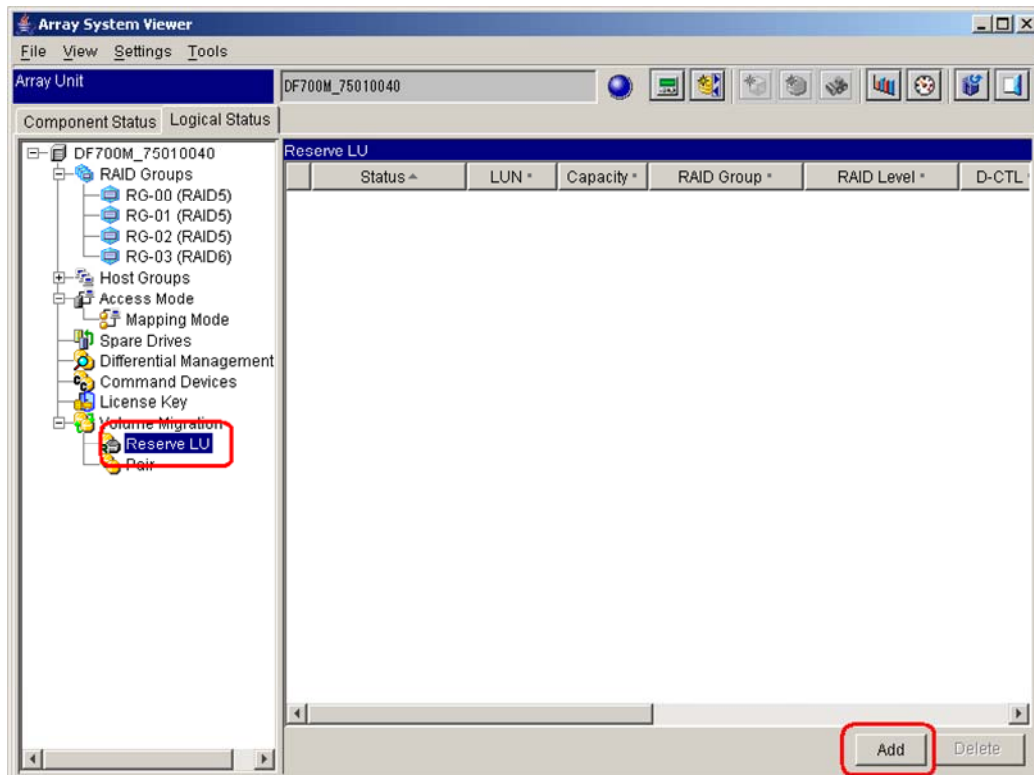 Array System Viewer
File View Settings Tools
Array Unit
DF700M_75010040
Component Status Logical Status
DF700M_75010040
RAID Groups
RG-00 (RAID5)
RG-01 (RAID5)
RG-02 (RAID5)
RG-03 (RAID6)
Host Groups
Access Mode
Mapping Mode
Spare Drives
Differential Management
Command Devices
License Key
Volume Migration
Reserve LU
Pair
Reserve LU
Status LUN Capacity RAID Group RAID Level D-CTL
Add Delete